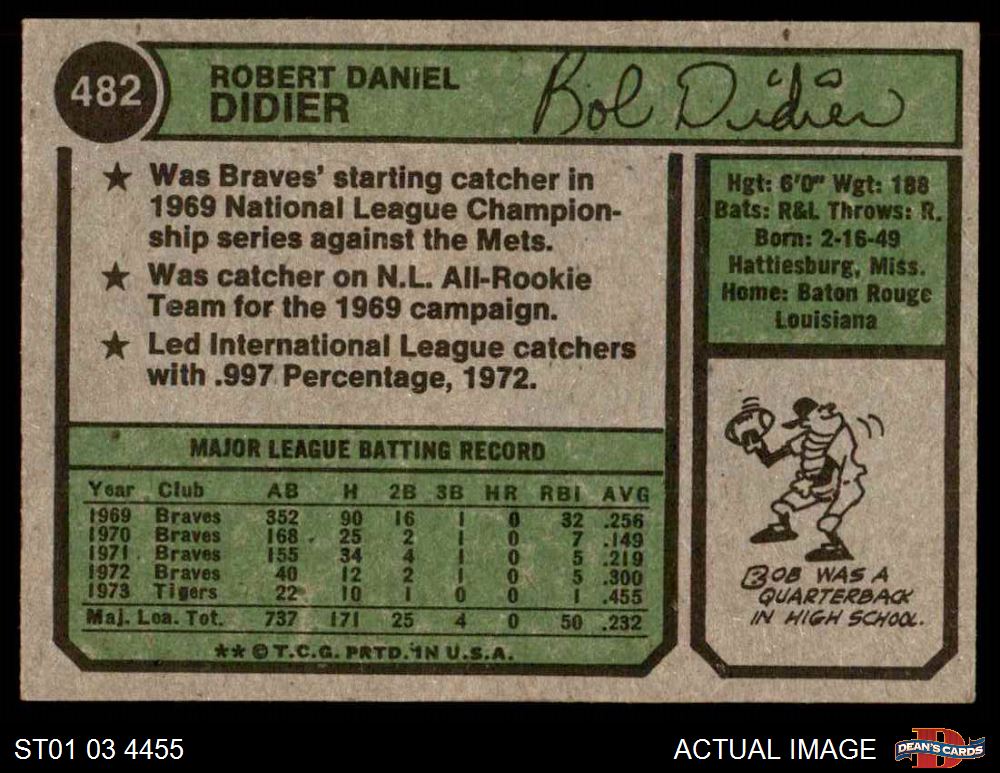 482
ROBERT DANIEL
DIDIER
Bob Didier
★ Was Braves' starting catcher in
1969 National League Champion-
ship series against the Mets.
★ Was catcher on N.L. All-Rookie
Team for the 1969 campaign.
★ Led International League catchers
with .997 Percentage, 1972.
Hgt: 6'0" Wgt: 188
Bats: R&L Throws: R.
Born: 2-16-49
Hattiesburg, Miss.
Home: Baton Rouge
Louisiana
MAJOR LEAGUE BATTING RECORD
Year Club AB H 2B 3B HR RBI AVG
1969 Braves 352 90 16 1 0 32 .256
1970 Braves 168 25 2 1 0 7 .149
1971 Braves 155 34 4 1 0 5 .219
1972 Braves 40 12 2 1 0 5 .300
1973 Tigers 22 10 1 0 0 1 .455
Maj. Lea. Tot. 737 171 25 4 0 50 .232
** © T.C.G. PRTD. IN U.S.A.
BOB WAS A
QUARTERBACK
IN HIGH SCHOOL.
ST01 03 4455
ACTUAL IMAGE
DEAN'S CARDS